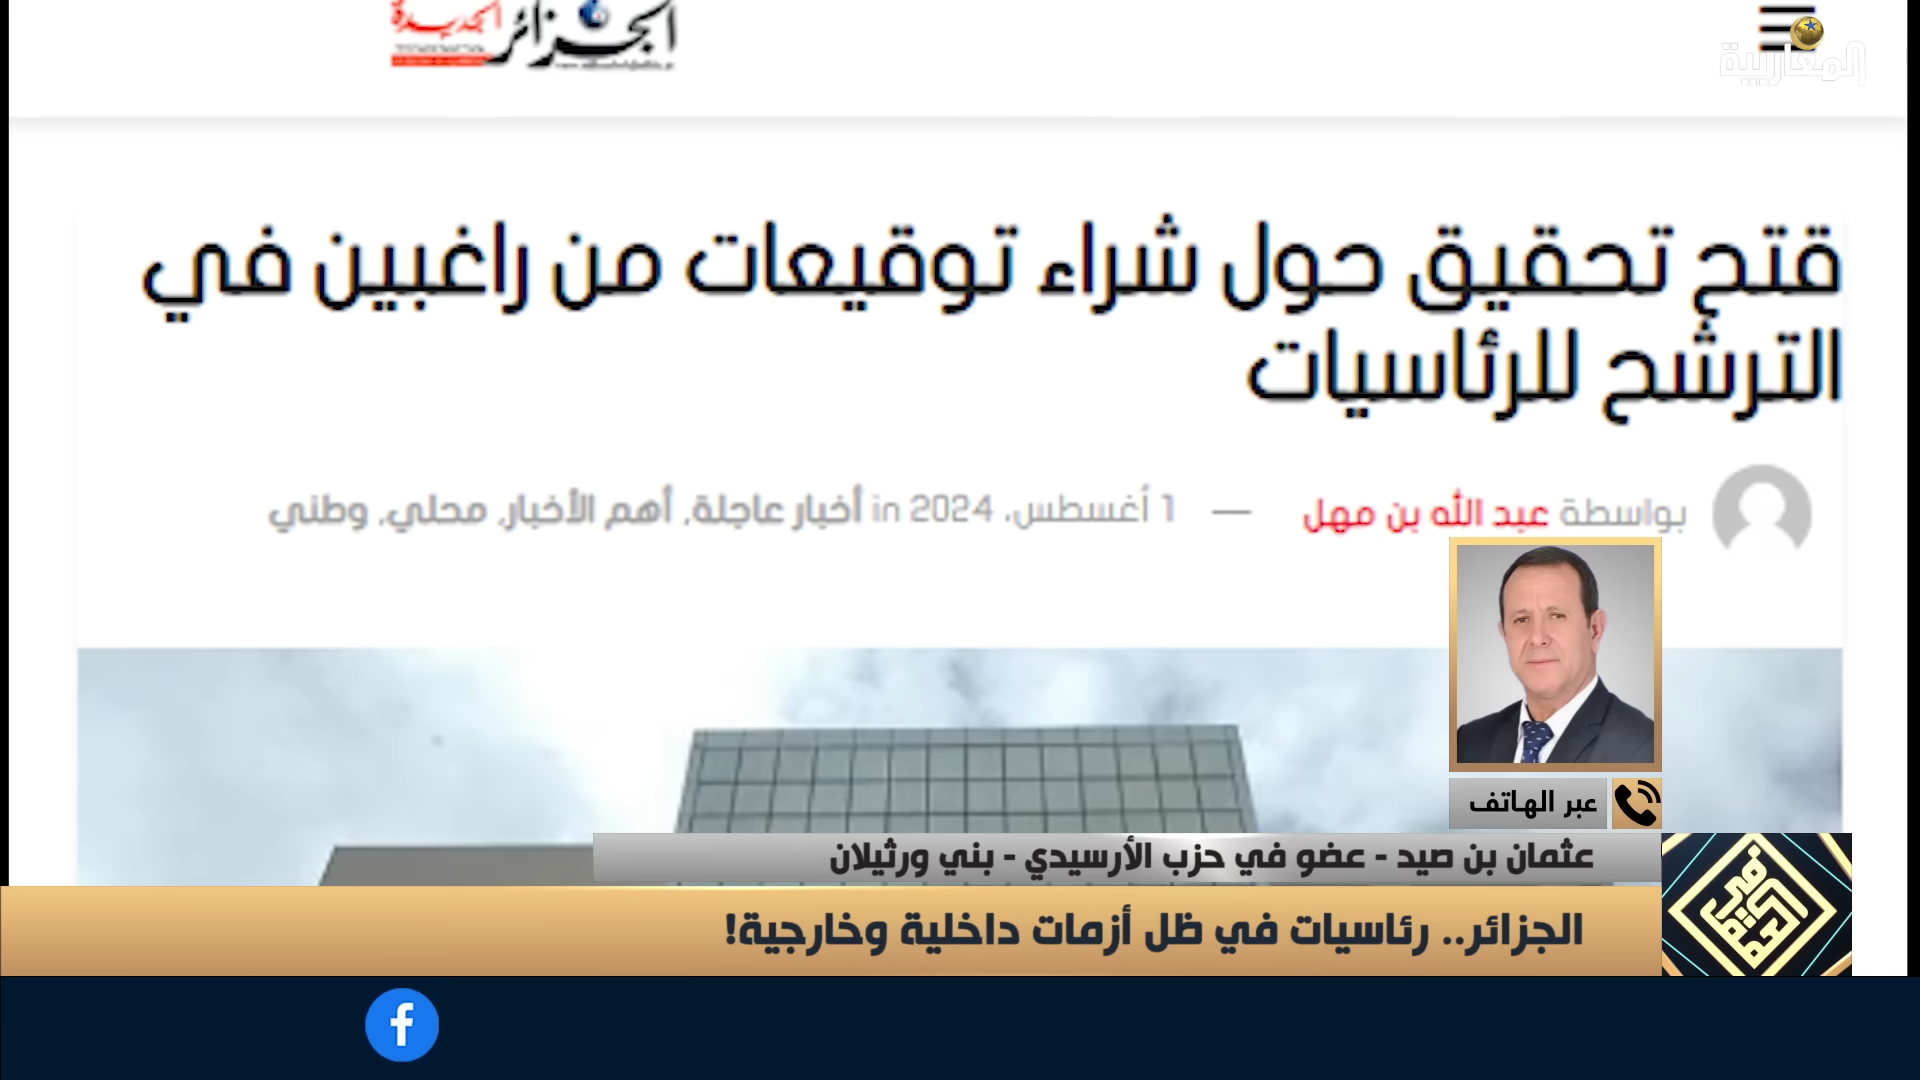 الجزائر الجديدة
المغاربية
فتح تحقيق حول شراء توقيعات من راغبين في
الترشح للرئاسيات
بواسطة عبد الله بن مهل — 1 أغسطس، 2024 in أخبار عاجلة, أهم الأخبار, محلي, وطني
عبر الهاتف
عثمان بن صيد - عضو في حزب الأرسيدي - بني ورثيلان
الجزائر.. رئاسيات في ظل أزمات داخلية وخارجية!
في العمق